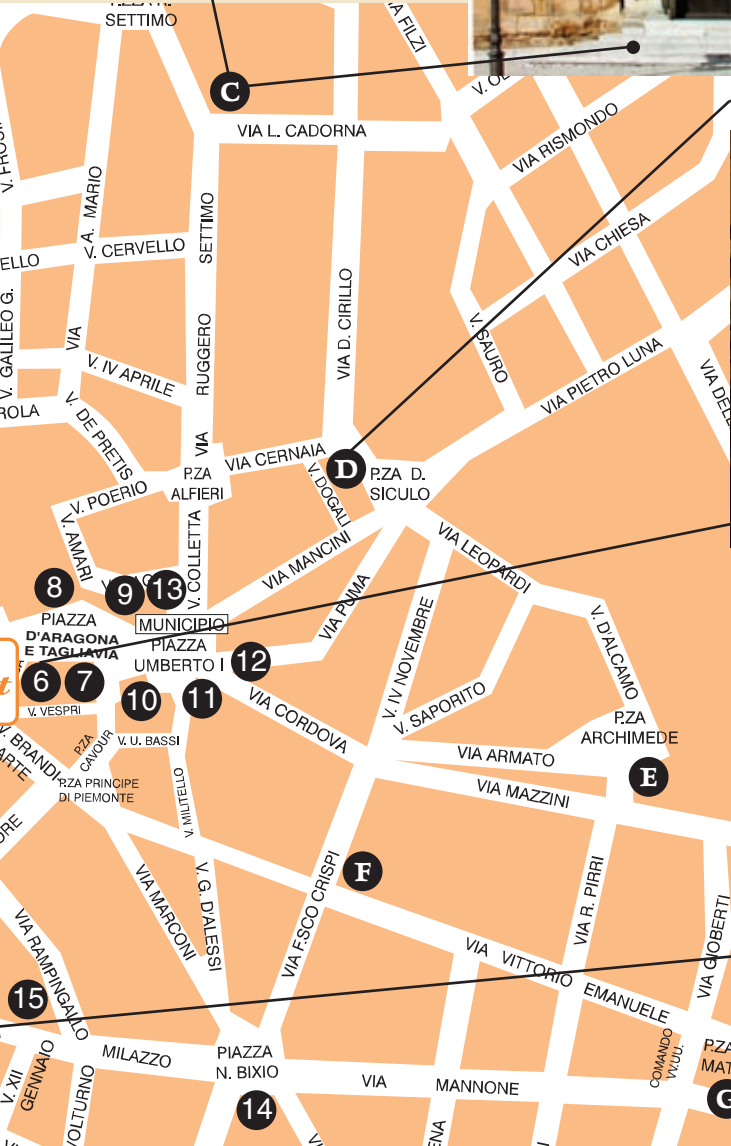 SETTIMO
C
VIA L. CADORNA
FILZI
VIA RISMONDO
VIA CHIESA
VIA A. MARIO
V. CERVELLO
ELLO
V. GALILEO G.
VIA RUGGERO SETTIMO
VIA D. CIRILLO
V. SAURO
VIA PIETRO LUNA
V. IV APRILE
ROLA
V. DE PRETIS
VIA CERNAIA
D
P.ZA D.
SICULO
P.ZA
ALFIERI
V. DOGALI
V. POERIO
V. AMARI
V. COLLETTA
VIA MANCINI
VIA LEOPARDI
VIA PUMA
8
9
13
PIAZZA
D'ARAGONA
E TAGLIAVIA
MUNICIPIO
PIAZZA
UMBERTO I
12
6
7
10
11
V. VESPRI
V. IV NOVEMBRE
V. D'ALCAMO
V. SAPORITO
VIA CORDOVA
P.ZA
ARCHIMEDE
E
P.ZA
CAVOUR
V. U. BASSI
V. BRANDI
ARTE
P.ZA PRINCIPE
DI PIEMONTE
V. MILITELLO
VIA ARMATO
VIA MAZZINI
ORE
VIA MARCONI
V. G. D'ALESSI
F
VIA F.SCO CRISPI
VIA R. PIRRI
VIA GIOBERTI
VIA VITTORIO EMANUELE
VIA RAMPINGALLO
15
V. XII
GENNAIO
MILAZZO
VOLTURNO
PIAZZA
N. BIXIO
14
VIA MANNONE
COMANDO
VV.UU.
P.ZA
MAT
G
ENA